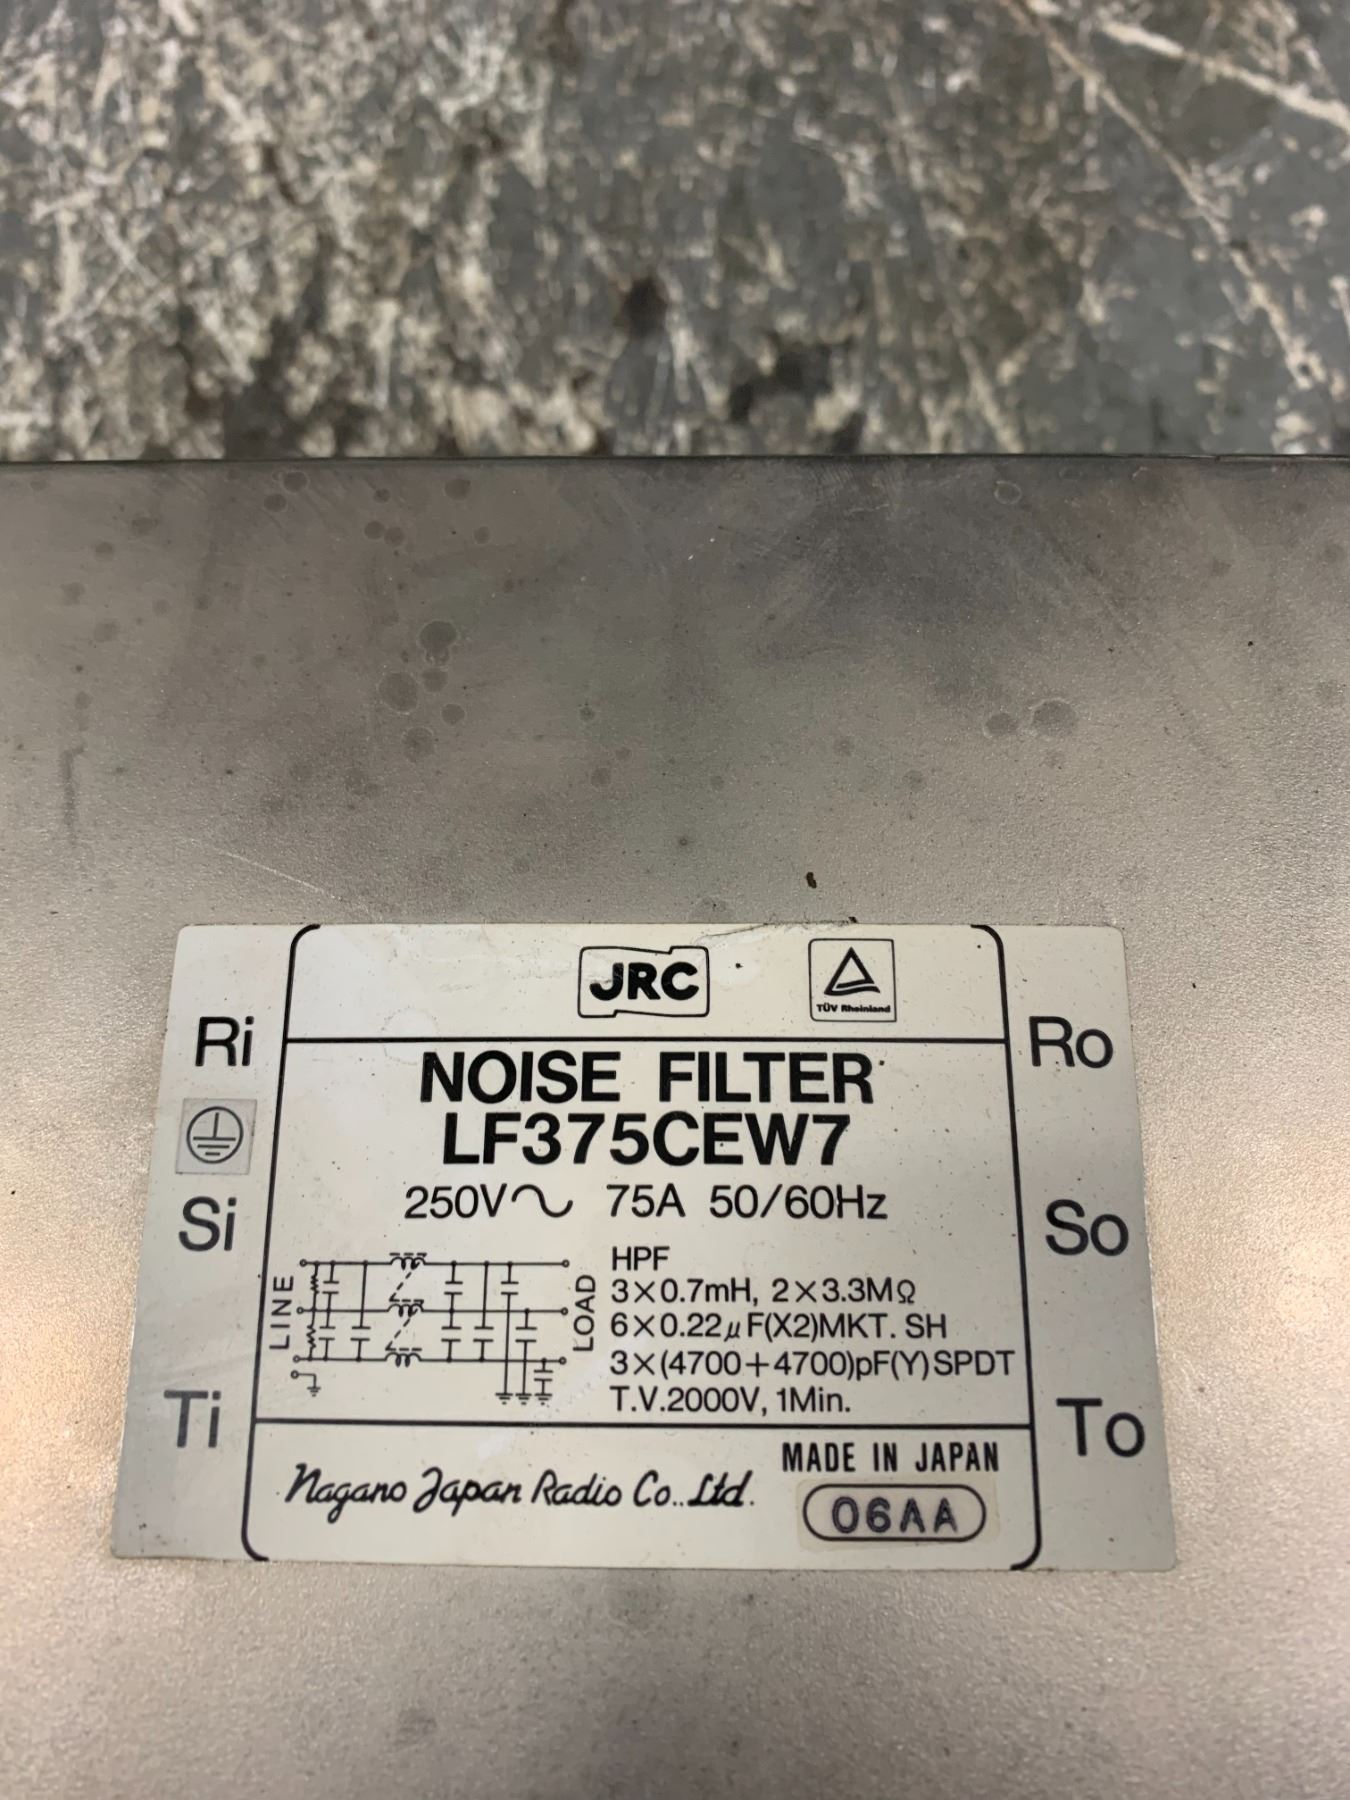 JRC
TÜV Rheinland
Ri
Ro
NOISE FILTER
LF375CEW7
250V～ 75A 50/60Hz
Si
So
LINE
LOAD
HPF
3×0.7mH, 2×3.3MΩ
6×0.22μF(X2)MKT. SH
3×(4700+4700)pF(Y)SPDT
T.V.2000V, 1Min.
Ti
To
MADE IN JAPAN
Nagano Japan Radio Co., Ltd.
06AA